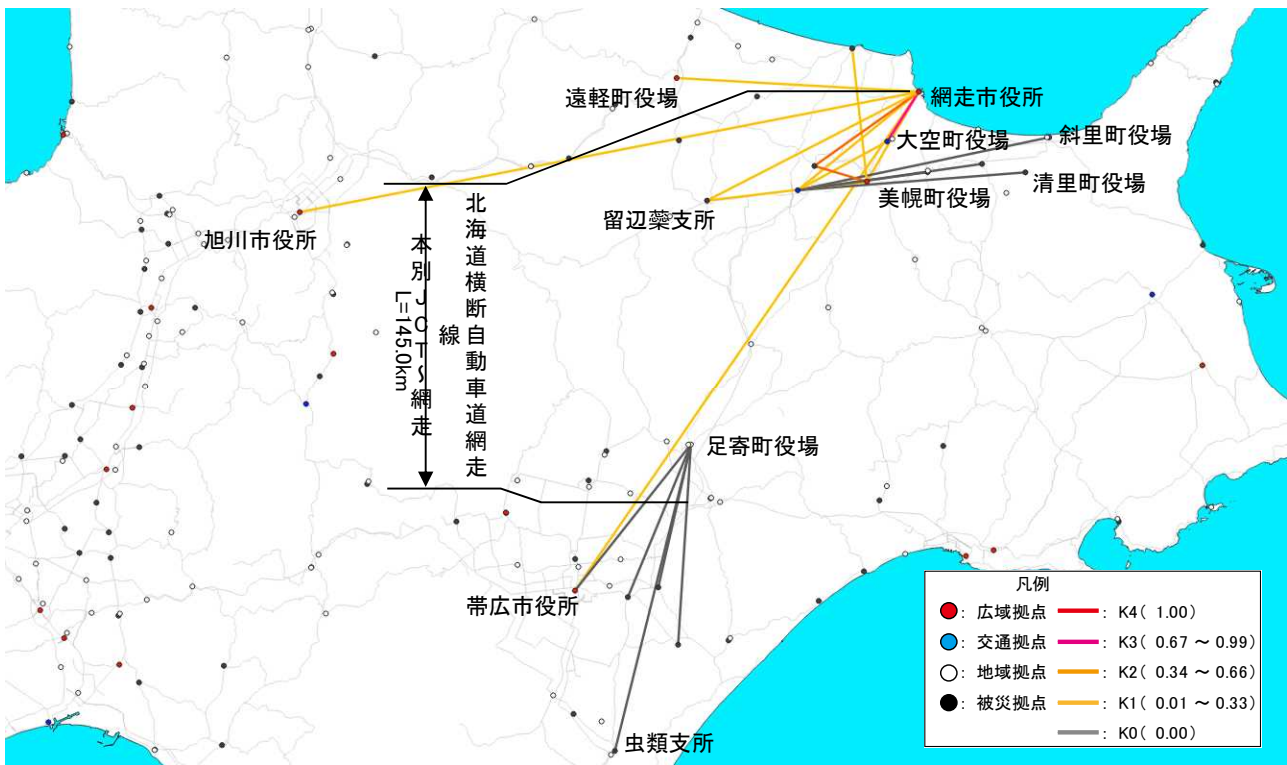 遠軽町役場
網走市役所
大空町役場
斜里町役場
清里町役場
美幌町役場
留辺蘂支所
旭川市役所
北海道横断自動車道網走
線
本別JCT~網走
L=145.0km
足寄町役場
帯広市役所
虫類支所
凡例
: 広域拠点 : K4( 1.00)
: 交通拠点 : K3( 0.67 ~ 0.99)
: 地域拠点 : K2( 0.34 ~ 0.66)
: 被災拠点 : K1( 0.01 ~ 0.33)
: K0( 0.00)